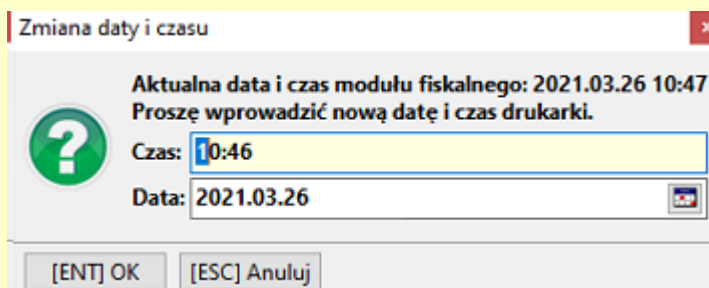 Zmiana daty i czasu
x
Aktualna data i czas modułu fiskalnego: 2021.03.26 10:47
Proszę wprowadzić nową datę i czas drukarki.
Czas: 10:46
Data: 2021.03.26
[ENT] OK [ESC] Anuluj